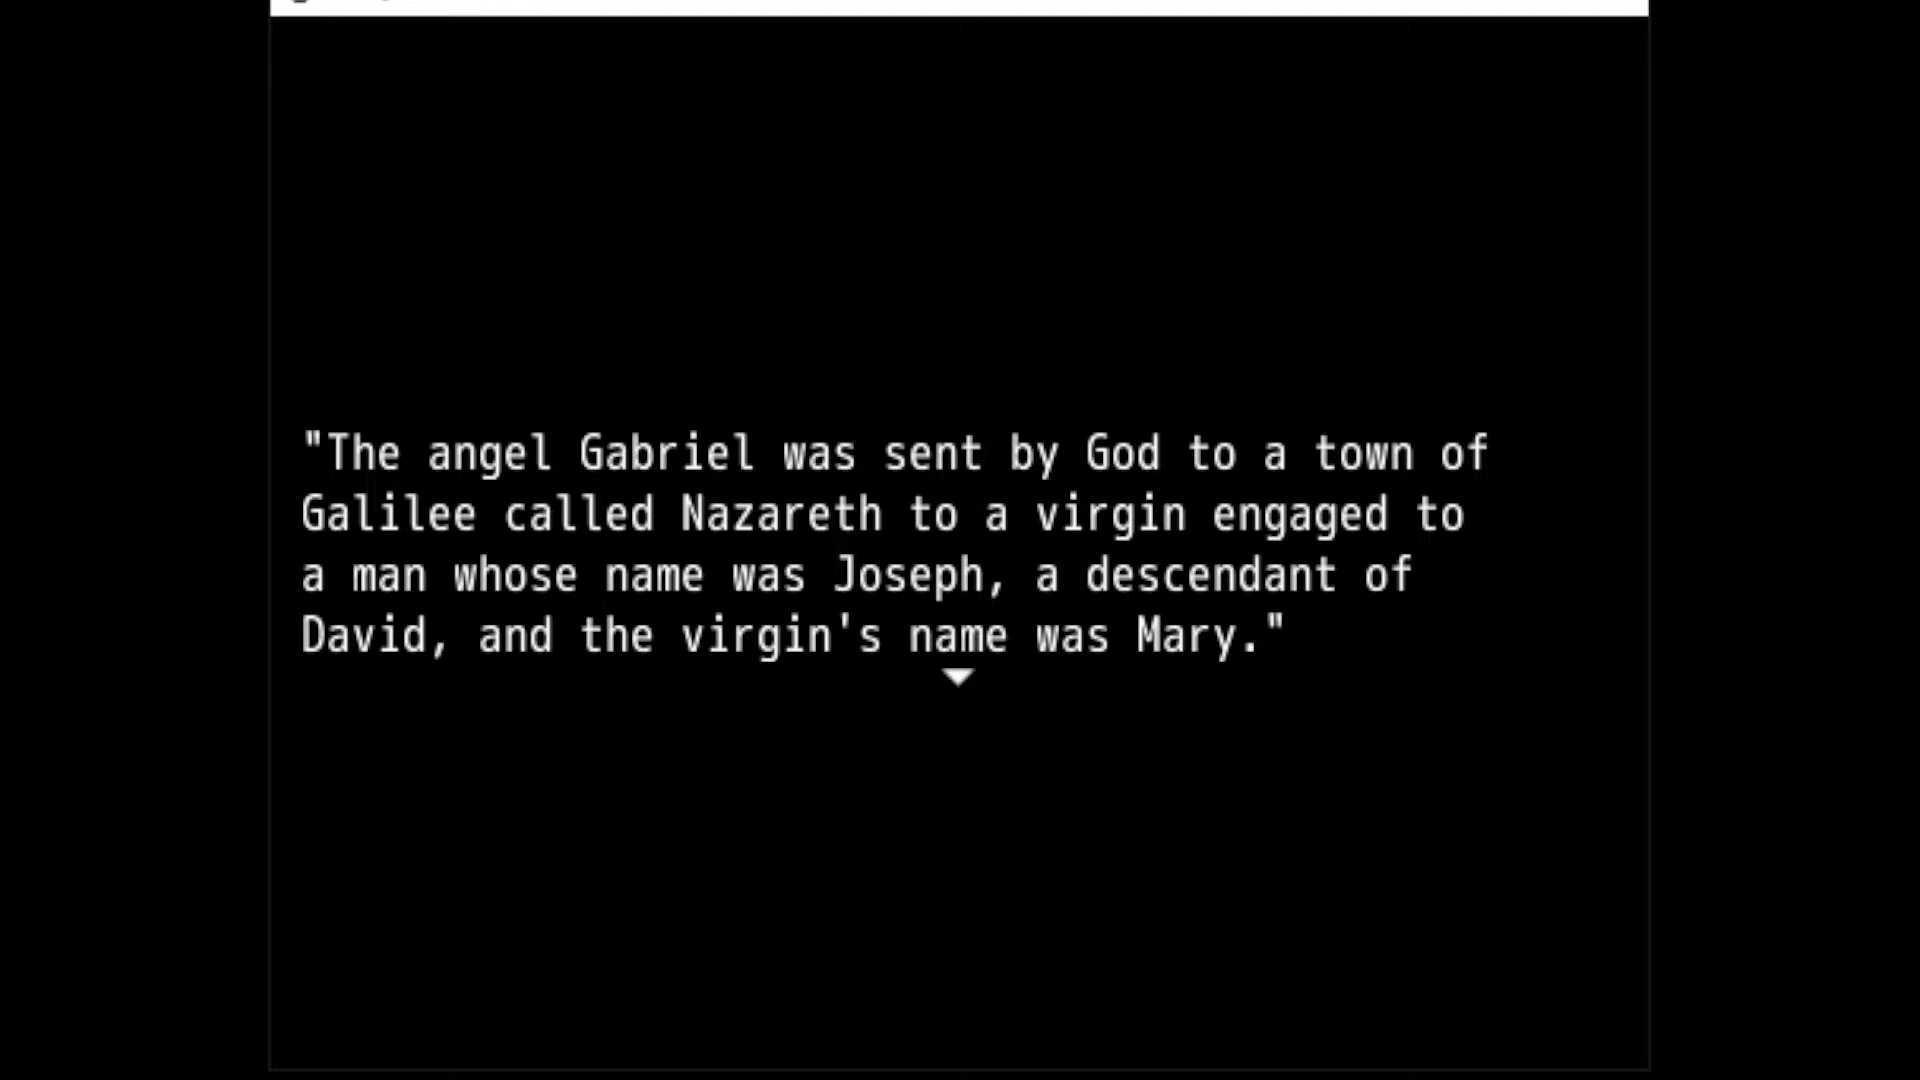 "The angel Gabriel was sent by God to a town of
Galilee called Nazareth to a virgin engaged to
a man whose name was Joseph, a descendant of
David, and the virgin's name was Mary."